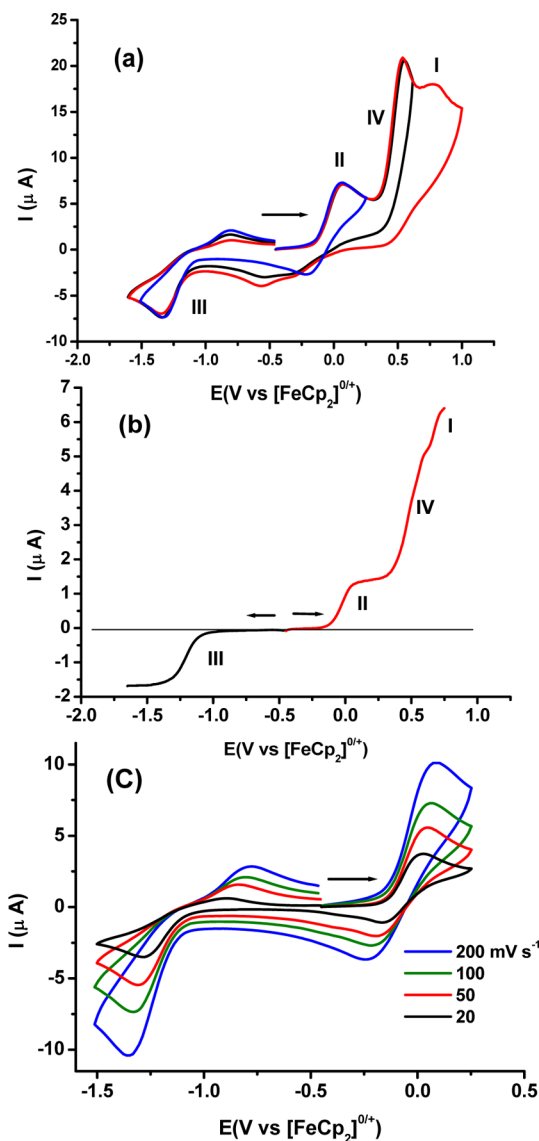 (a)
I
IV
II
III
I (μ A)
25
20
15
10
5
0
-5
-10
-2.0 -1.5 -1.0 -0.5 0.0 0.5 1.0
E(V vs [FeCp₂]⁰ᐟ⁺)
(b)
I
IV
II
III
I (μ A)
7
6
5
4
3
2
1
0
-1
-2
-2.0 -1.5 -1.0 -0.5 0.0 0.5 1.0
E(V vs [FeCp₂]⁰ᐟ⁺)
(C)
I (μ A)
10
5
0
-5
-10
200 mV s⁻¹
100
50
20
-1.5 -1.0 -0.5 0.0 0.5
E(V vs [FeCp₂]⁰ᐟ⁺)